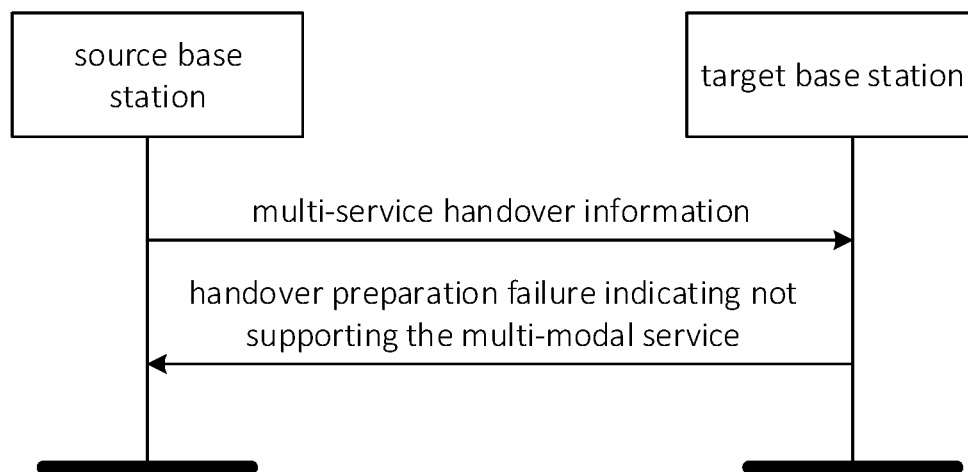 source base
station
target base station
multi-service handover information
handover preparation failure indicating not
supporting the multi-modal service